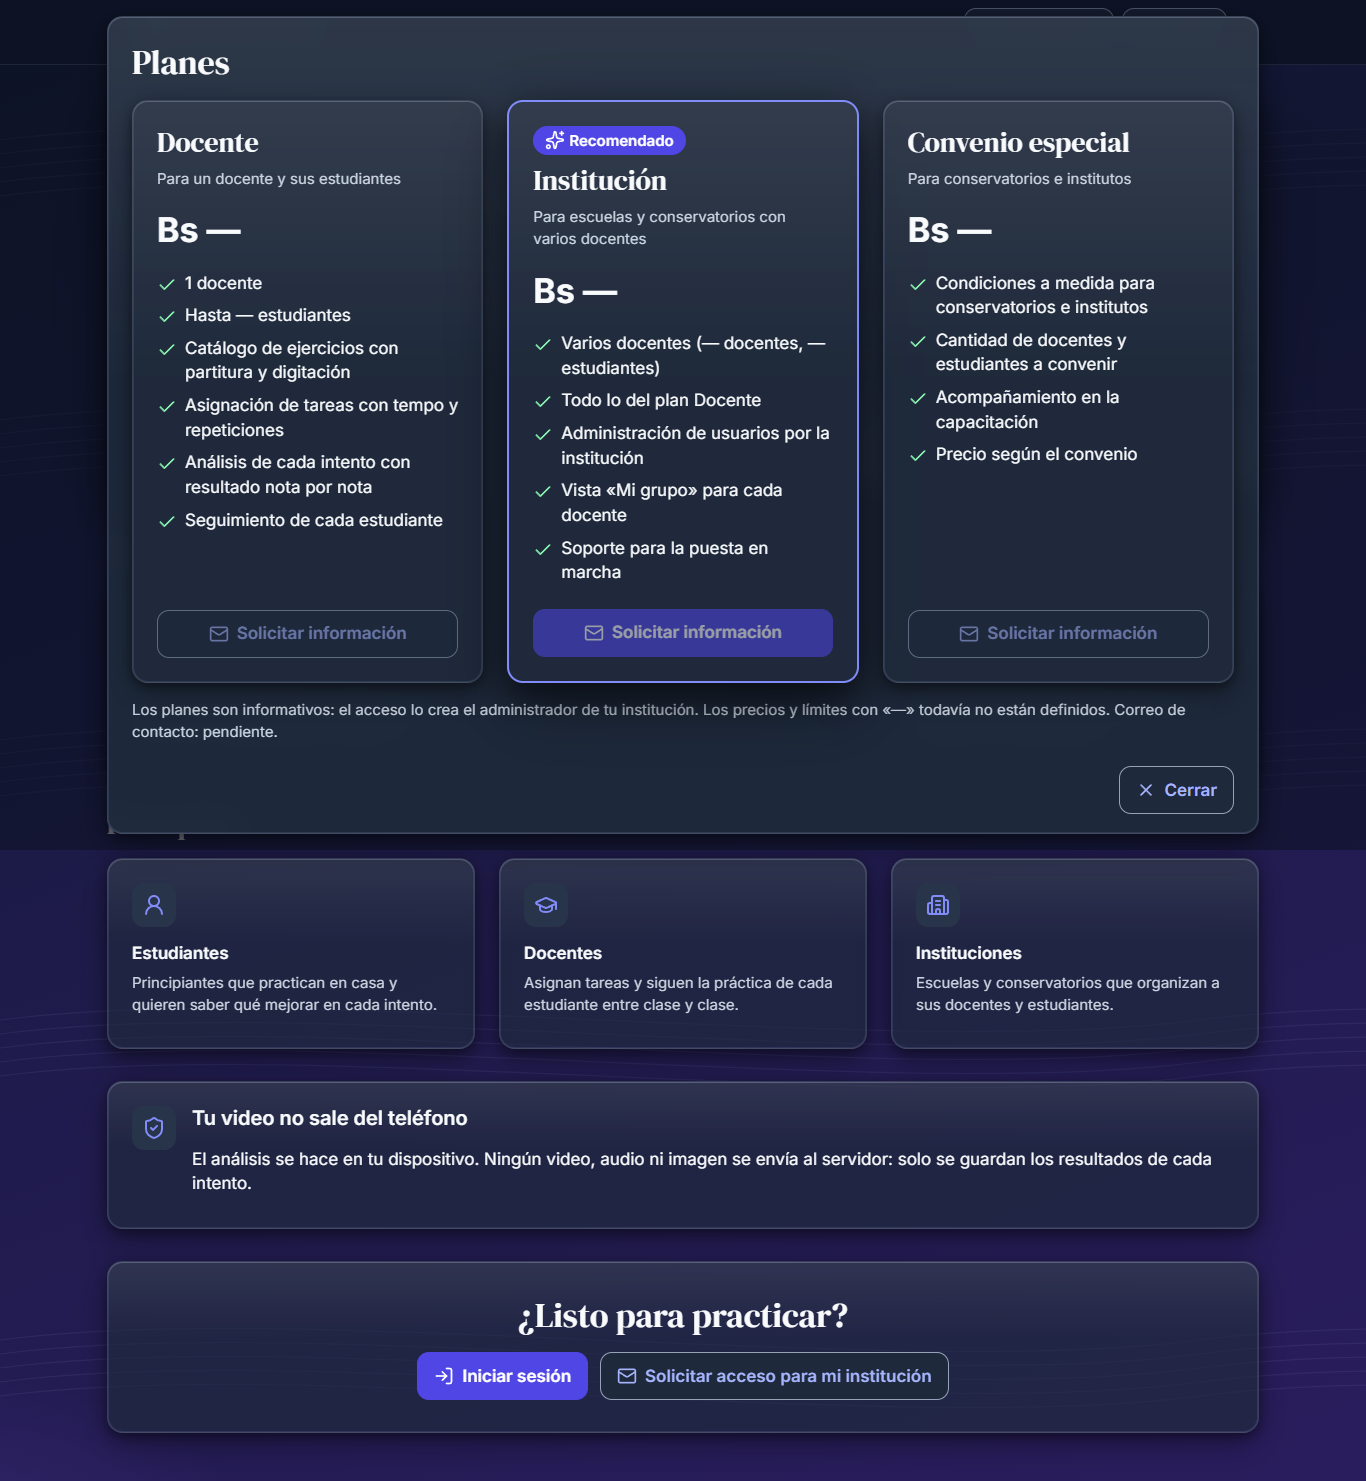 Planes
Docente
Para un docente y sus estudiantes
Bs —
1 docente
Hasta — estudiantes
Catálogo de ejercicios con
partitura y digitación
Asignación de tareas con tempo y
repeticiones
Análisis de cada intento con
resultado nota por nota
Seguimiento de cada estudiante
Solicitar información
Recomendado
Institución
Para escuelas y conservatorios con
varios docentes
Bs —
Varios docentes (— docentes, —
estudiantes)
Todo lo del plan Docente
Administración de usuarios por la
institución
Vista «Mi grupo» para cada
docente
Soporte para la puesta en
marcha
Solicitar información
Convenio especial
Para conservatorios e institutos
Bs —
Condiciones a medida para
conservatorios e institutos
Cantidad de docentes y
estudiantes a convenir
Acompañamiento en la
capacitación
Precio según el convenio
Solicitar información
Los planes son informativos: el acceso lo crea el administrador de tu institución. Los precios y límites con «—» todavía no están definidos. Correo de
contacto: pendiente.
Cerrar
Estudiantes
Principiantes que practican en casa y
quieren saber qué mejorar en cada intento.
Docentes
Asignan tareas y siguen la práctica de cada
estudiante entre clase y clase.
Instituciones
Escuelas y conservatorios que organizan a
sus docentes y estudiantes.
Tu video no sale del teléfono
El análisis se hace en tu dispositivo. Ningún video, audio ni imagen se envía al servidor: solo se guardan los resultados de cada
intento.
¿Listo para practicar?
Iniciar sesión
Solicitar acceso para mi institución